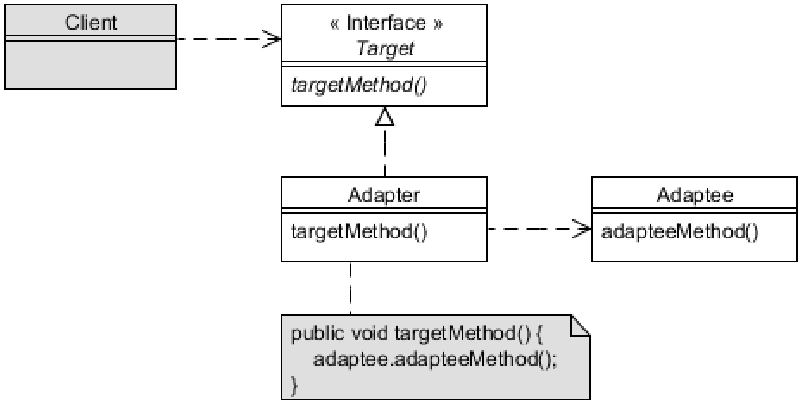 Client
« Interface »
Target
targetMethod()
Adapter
targetMethod()
Adaptee
adapteeMethod()
public void targetMethod() {
adaptee.adapteeMethod();
}